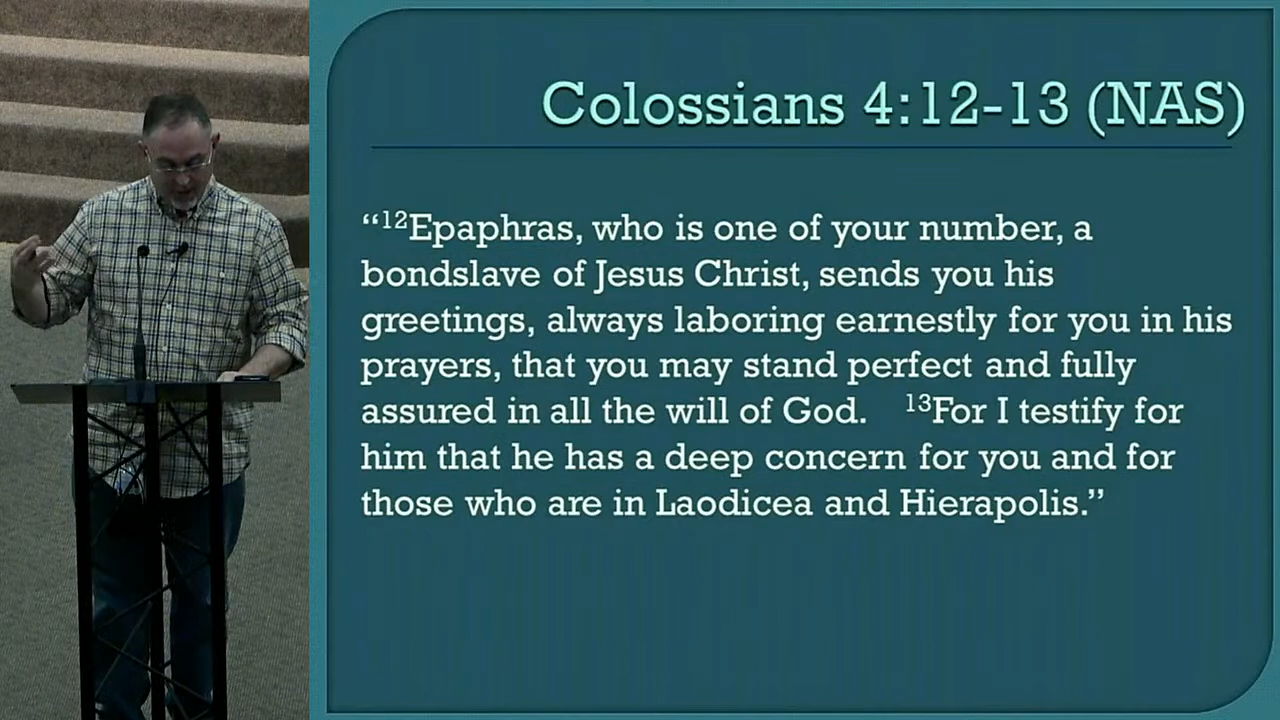 Colossians 4:12-13 (NAS)
“12Epaphras, who is one of your number, a
bondslave of Jesus Christ, sends you his
greetings, always laboring earnestly for you in his
prayers, that you may stand perfect and fully
assured in all the will of God. 13For I testify for
him that he has a deep concern for you and for
those who are in Laodicea and Hierapolis.”